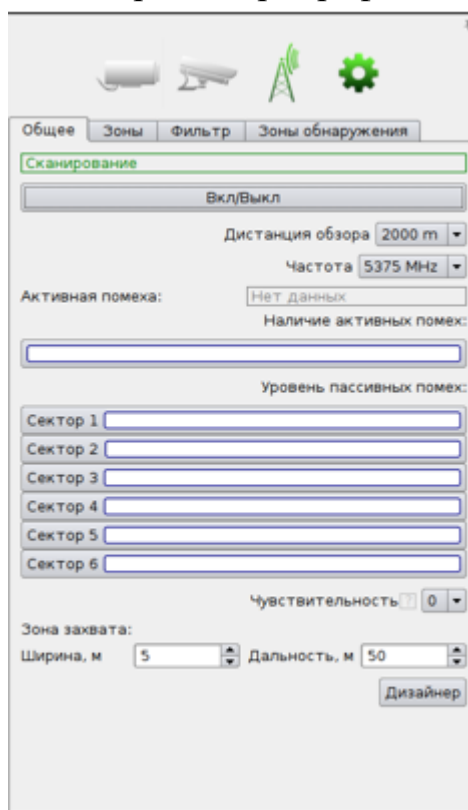 Общее Зоны Фильтр Зоны обнаружения
Сканирование
Вкл/Выкл
Дистанция обзора 2000 m
Частота 5375 MHz
Активная помеха: Нет данных
Наличие активных помех:
Уровень пассивных помех:
Сектор 1
Сектор 2
Сектор 3
Сектор 4
Сектор 5
Сектор 6
Чувствительность ? 0
Зона захвата:
Ширина, м 5 Дальность, м 50
Дизайнер